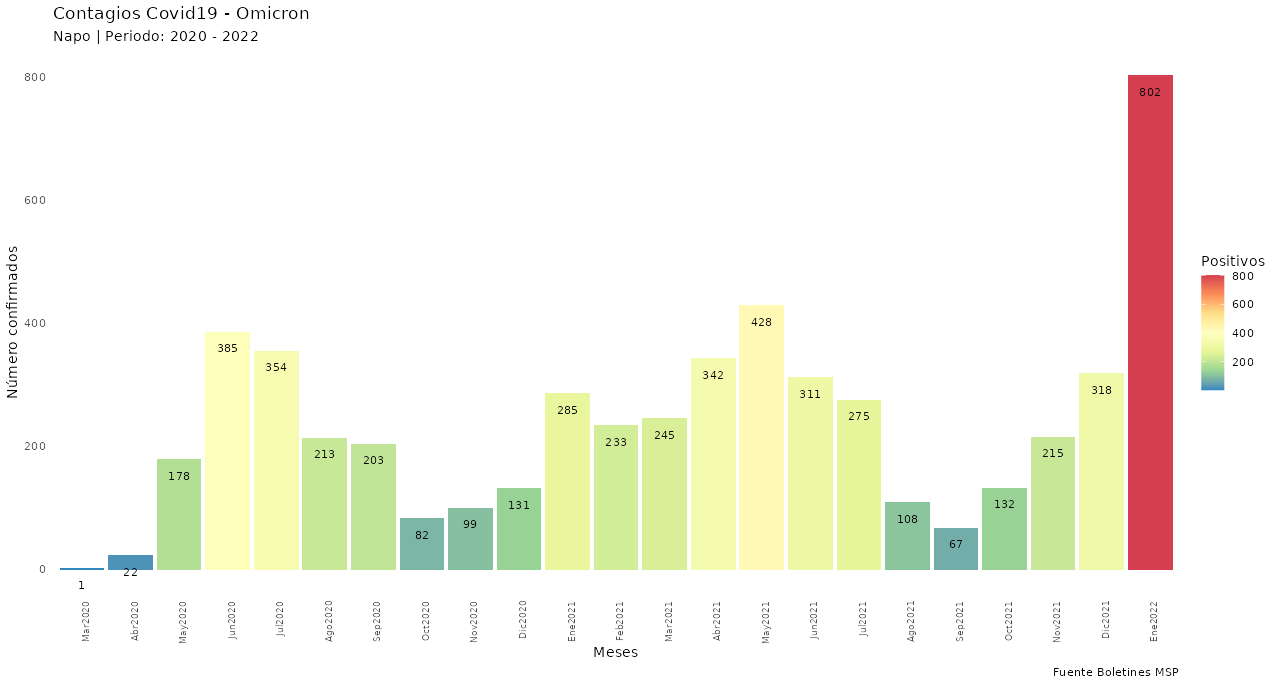 Contagios Covid19 - Omicron
Napo | Periodo: 2020 - 2022
Número confirmados
800
600
400
200
0
1
22
178
385
354
213
203
82
99
131
285
233
245
342
428
311
275
108
67
132
215
318
802
Mar2020
Abr2020
May2020
Jun2020
Jul2020
Ago2020
Sep2020
Oct2020
Nov2020
Dic2020
Ene2021
Feb2021
Mar2021
Abr2021
May2021
Jun2021
Jul2021
Ago2021
Sep2021
Oct2021
Nov2021
Dic2021
Ene2022
Meses
Positivos
800
600
400
200
Fuente Boletines MSP